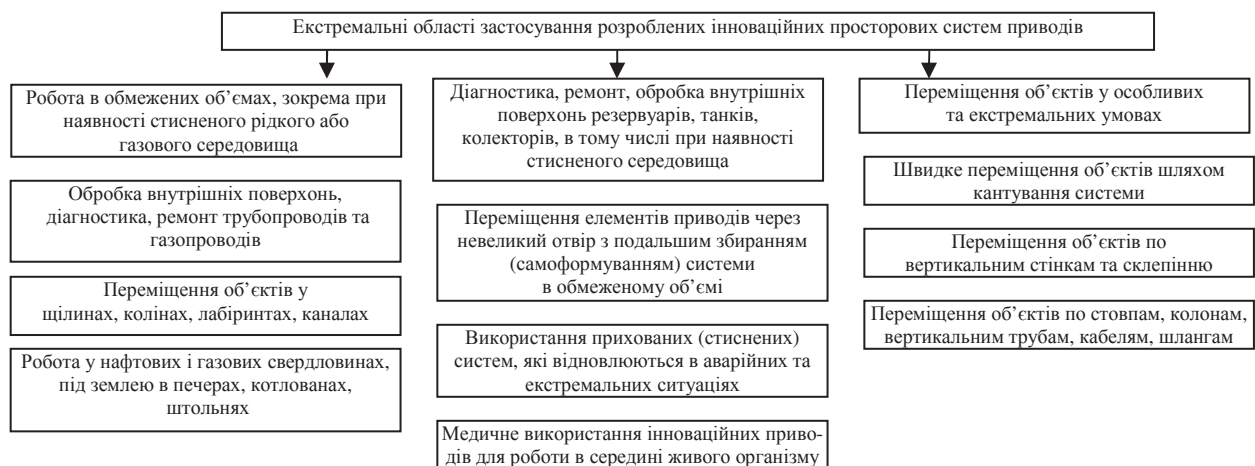 Екстремальні області застосування розроблених інноваційних просторових систем приводів
Робота в обмежених об’ємах, зокрема при
наявності стисненого рідкого або
газового середовища
Обробка внутрішніх поверхонь,
діагностика, ремонт трубопроводів та
газопроводів
Переміщення об’єктів у
щілинах, колінах, лабіринтах, каналах
Робота у нафтових і газових свердловинах,
під землею в печерах, котлованах,
штольнях
Діагностика, ремонт, обробка внутрішніх
поверхонь резервуарів, танків,
колекторів, в тому числі при наявності
стисненого середовища
Переміщення елементів приводів через
невеликий отвір з подальшим збиранням
(самоформуванням) системи
в обмеженому об’ємі
Використання прихованих (стиснених)
систем, які відновлюються в аварійних та
екстремальних ситуаціях
Медичне використання інноваційних приво-
дів для роботи в середині живого організму
Переміщення об’єктів у особливих
та екстремальних умовах
Швидке переміщення об’єктів шляхом
кантування системи
Переміщення об’єктів по
вертикальним стінкам та склепінню
Переміщення об’єктів по стовпам, колонам,
вертикальним трубам, кабелям, шлангам